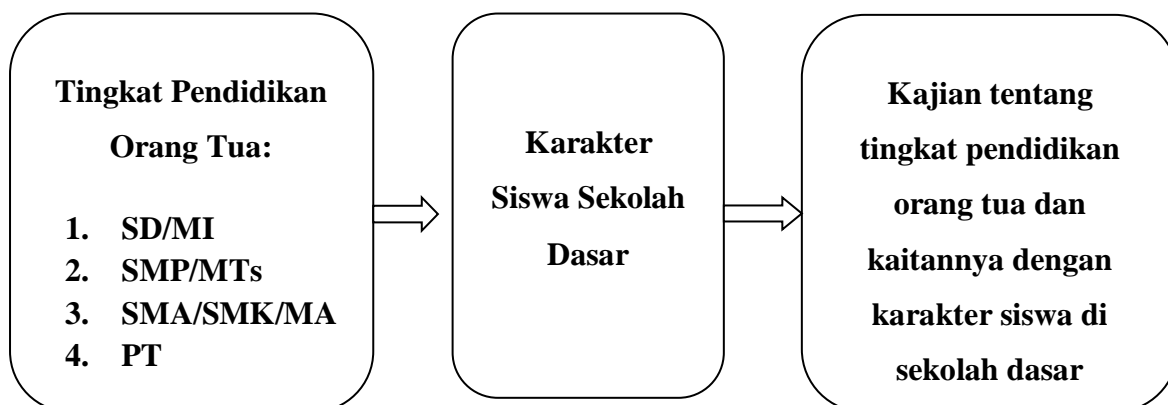 Tingkat Pendidikan
Orang Tua:
1. SD/MI
2. SMP/MTs
3. SMA/SMK/MA
4. PT
Karakter
Siswa Sekolah
Dasar
Kajian tentang
tingkat pendidikan
orang tua dan
kaitannya dengan
karakter siswa di
sekolah dasar